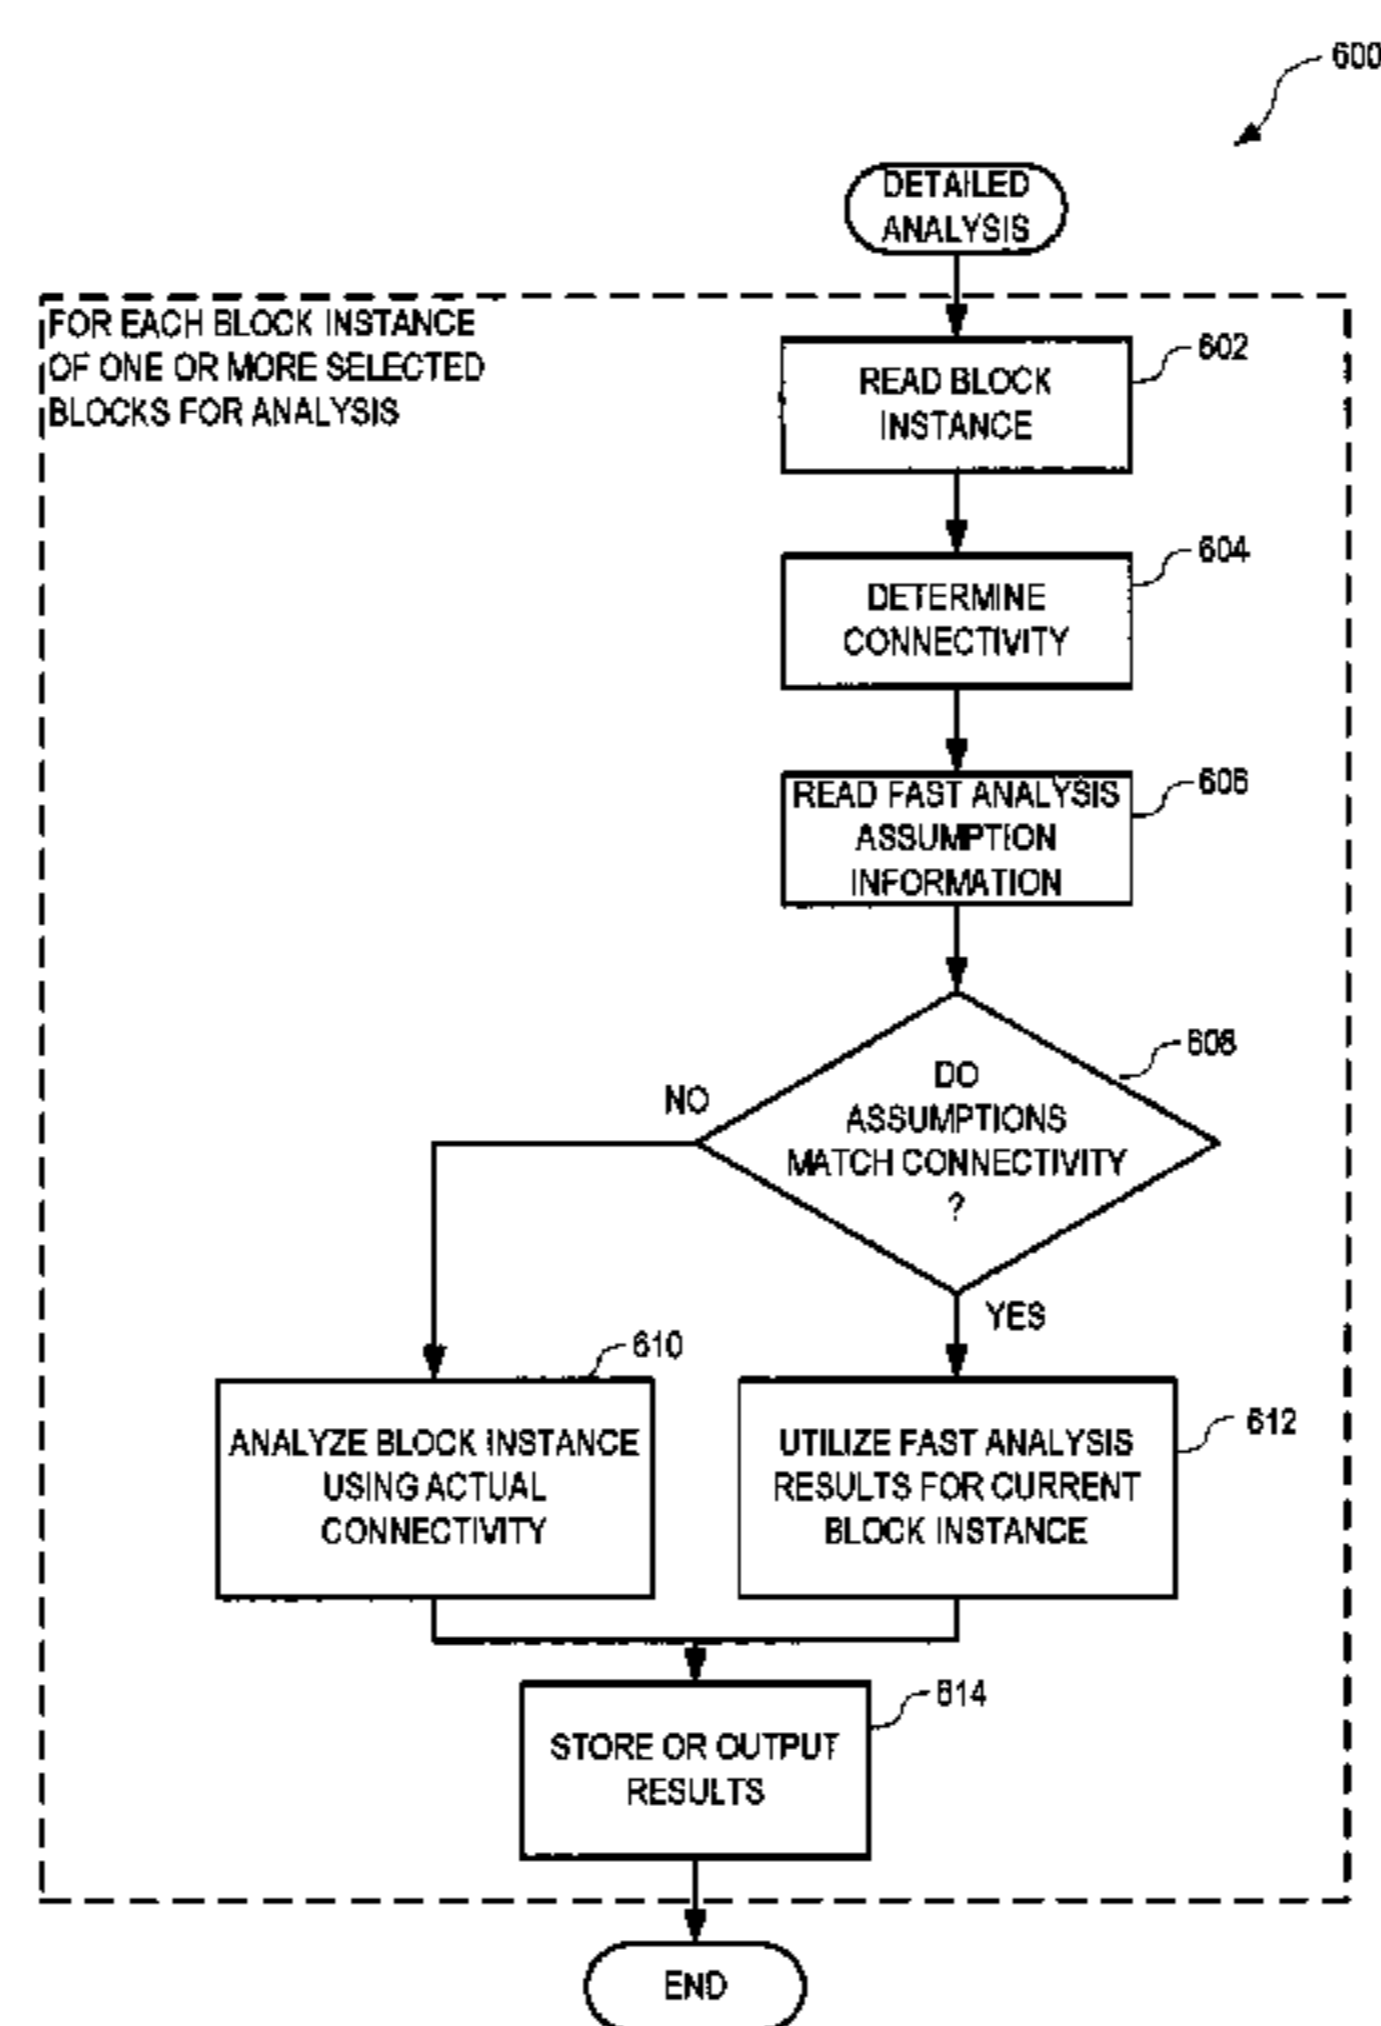 600
DETAILED
ANALYSIS
FOR EACH BLOCK INSTANCE
OF ONE OR MORE SELECTED
BLOCKS FOR ANALYSIS
602
READ BLOCK
INSTANCE
604
DETERMINE
CONNECTIVITY
606
READ FAST ANALYSIS
ASSUMPTION
INFORMATION
608
DO
ASSUMPTIONS
MATCH CONNECTIVITY
?
NO
YES
610
ANALYZE BLOCK INSTANCE
USING ACTUAL
CONNECTIVITY
612
UTILIZE FAST ANALYSIS
RESULTS FOR CURRENT
BLOCK INSTANCE
614
STORE OR OUTPUT
RESULTS
END